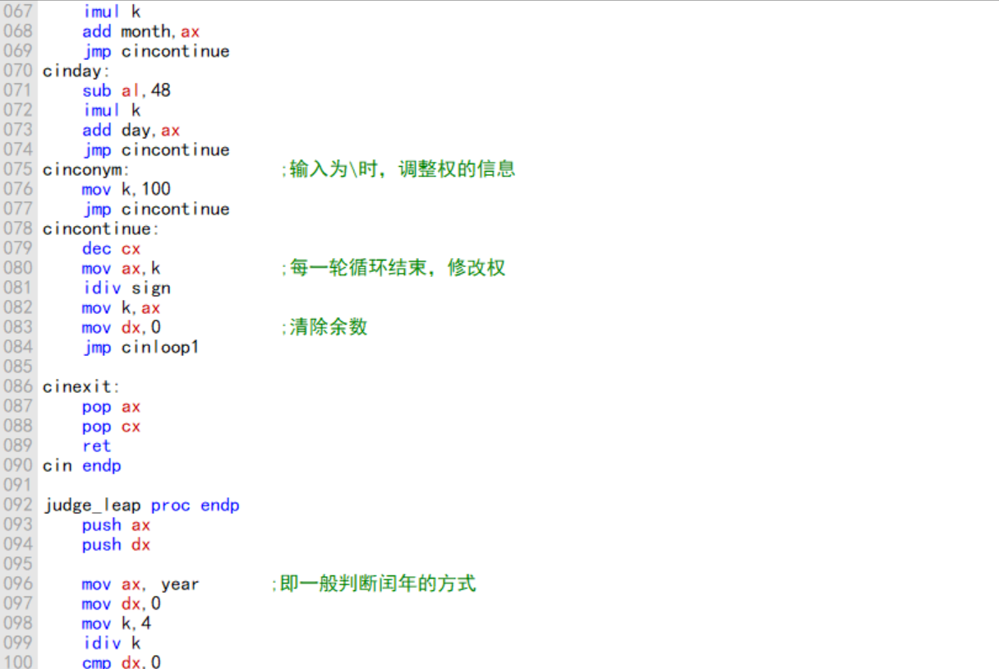 067     imul k
068     add month,ax
069     jmp cincontinue
070 cinday:
071     sub al,48
072     imul k
073     add day,ax
074     jmp cincontinue
075 cinconym:               ;输入为\时，调整权的信息
076     mov k,100
077     jmp cincontinue
078 cincontinue:
079     dec cx
080     mov ax,k            ;每一轮循环结束，修改权
081     idiv sign
082     mov k,ax
083     mov dx,0            ;清除余数
084     jmp cinloop1
085
086 cinexit:
087     pop ax
088     pop cx
089     ret
090 cin endp
091
092 judge_leap proc endp
093     push ax
094     push dx
095
096     mov ax, year       ;即一般判断闰年的方式
097     mov dx,0
098     mov k,4
099     idiv k
100     cmp dx,0